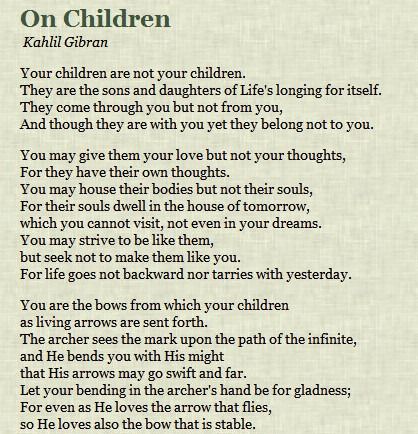 On Children
Kahlil Gibran
Your children are not your children.
They are the sons and daughters of Life's longing for itself.
They come through you but not from you,
And though they are with you yet they belong not to you.
You may give them your love but not your thoughts,
For they have their own thoughts.
You may house their bodies but not their souls,
For their souls dwell in the house of tomorrow,
which you cannot visit, not even in your dreams.
You may strive to be like them,
but seek not to make them like you.
For life goes not backward nor tarries with yesterday.
You are the bows from which your children
as living arrows are sent forth.
The archer sees the mark upon the path of the infinite,
and He bends you with His might
that His arrows may go swift and far.
Let your bending in the archer's hand be for gladness;
For even as He loves the arrow that flies,
so He loves also the bow that is stable.